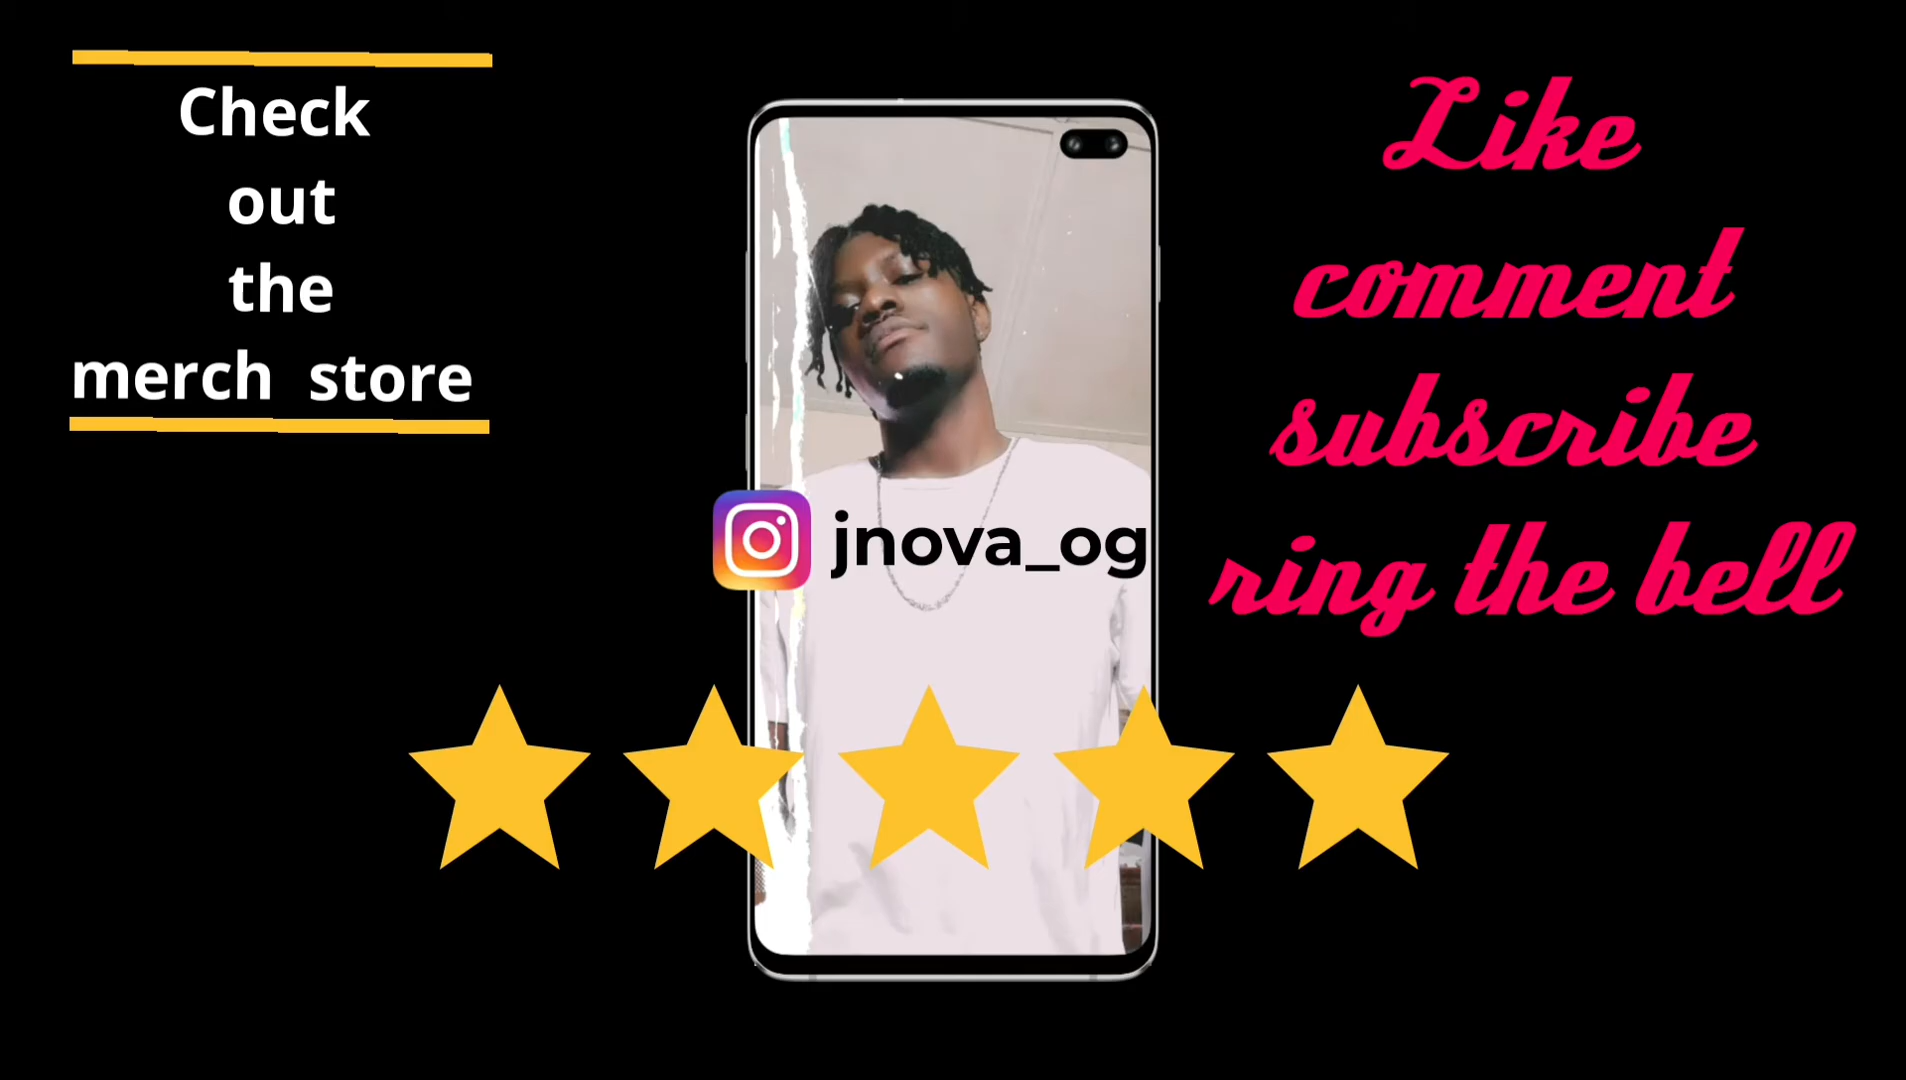 Check
out
the
merch store
jnova_og
Like
comment
subscribe
ring the bell